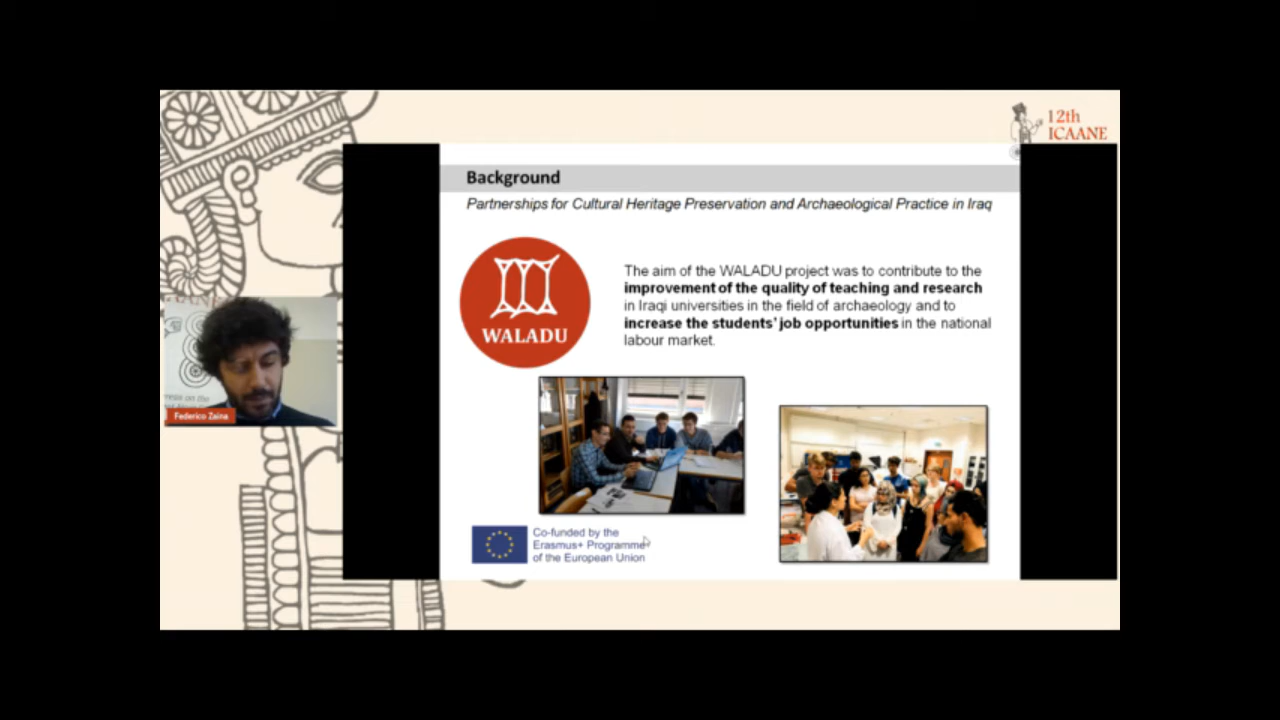 12th
ICAANE
Background
Partnerships for Cultural Heritage Preservation and Archaeological Practice in Iraq
The aim of the WALADU project was to contribute to the
improvement of the quality of teaching and research
in Iraqi universities in the field of archaeology and to
increase the students' job opportunities in the national
labour market.
WALADU
Federico Zaina
Co-funded by the
Erasmus+ Programme
of the European Union